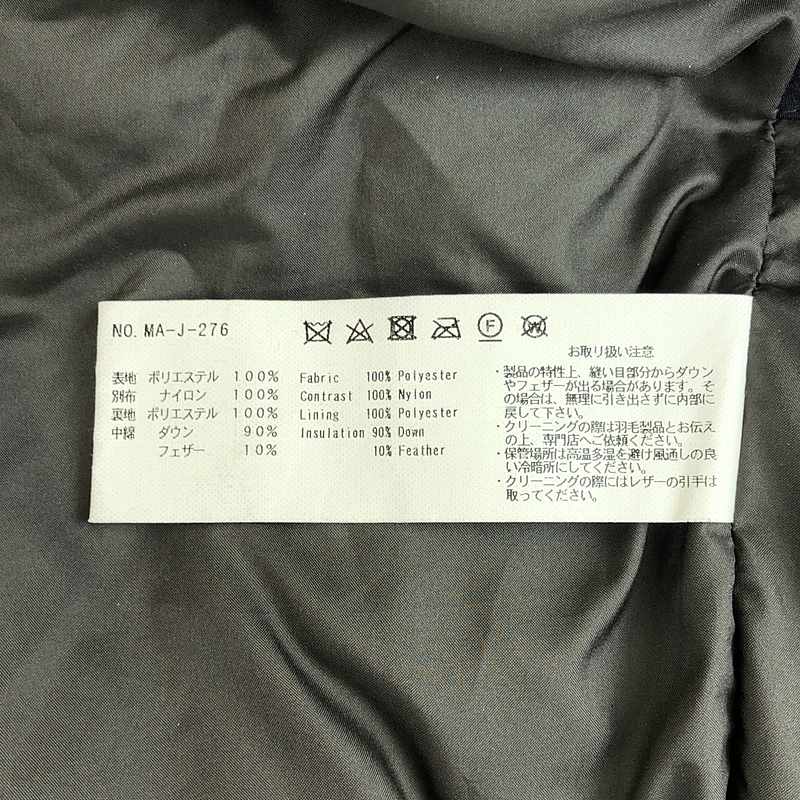 NO. MA-J-276
表地 ポリエステル 100%
別布 ナイロン 100%
裏地 ポリエステル 100%
中綿 ダウン 90%
フェザー 10%
Fabric 100% Polyester
Contrast 100% Nylon
Lining 100% Polyester
Insulation 90% Down
10% Feather
F
W
お取り扱い注意
・製品の特性上、縫い目部分からダウン
やフェザーが出る場合があります。そ
の場合は、無理に引き出さずに内部に
戻して下さい。
・クリーニングの際は羽毛製品とお伝え
の上、専門店へご依頼ください。
・保管場所は高温多湿を避け風通しの良
い冷暗所にしてください。
・クリーニングの際にはレザーの引手は
取ってください。